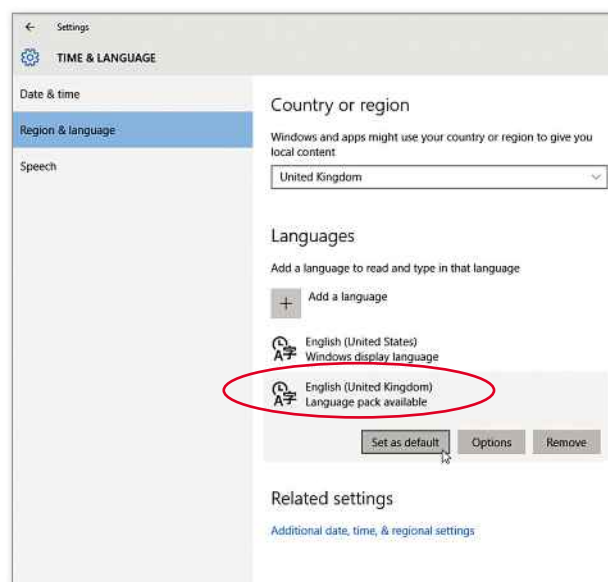 Settings
TIME & LANGUAGE
Date & time
Region & language
Speech
Country or region
Windows and apps might use your country or region to give you
local content
United Kingdom
Languages
Add a language to read and type in that language
Add a language
English (United States)
Windows display language
English (United Kingdom)
Language pack available
Set as default
Options
Remove
Related settings
Additional date, time, & regional settings